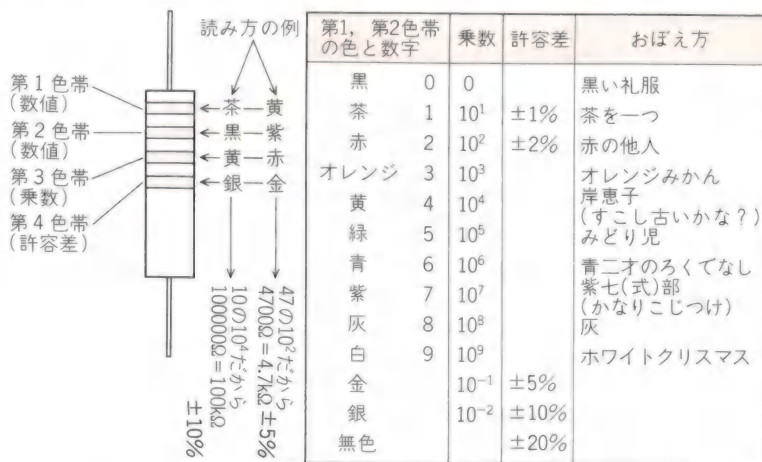 読み方の例
第1色帯
(数値)
第2色帯
(数値)
第3色帯
(乗数)
第4色帯
(許容差)
茶 黄
黒 紫
黄 赤
銀 金
47の10²だから
4700Ω=4.7kΩ±5%
10の10⁴だから
100000Ω=100kΩ
±10%
第1, 第2色帯の色と数字 乗数 許容差 おぼえ方
黒 0 0 黒い礼服
茶 1 10¹ ±1% 茶を一つ
赤 2 10² ±2% 赤の他人
オレンジ 3 10³ オレンジみかん
黄 4 10⁴ 岸恵子
(すこし古いかな?)
緑 5 10⁵ みどり児
青 6 10⁶ 青二才のろくでなし
紫 7 10⁷ 紫七(式)部
(かなりこじつけ)
灰 8 10⁸ 灰
白 9 10⁹ ホワイトクリスマス
金 10⁻¹ ±5%
銀 10⁻² ±10%
無色 ±20%